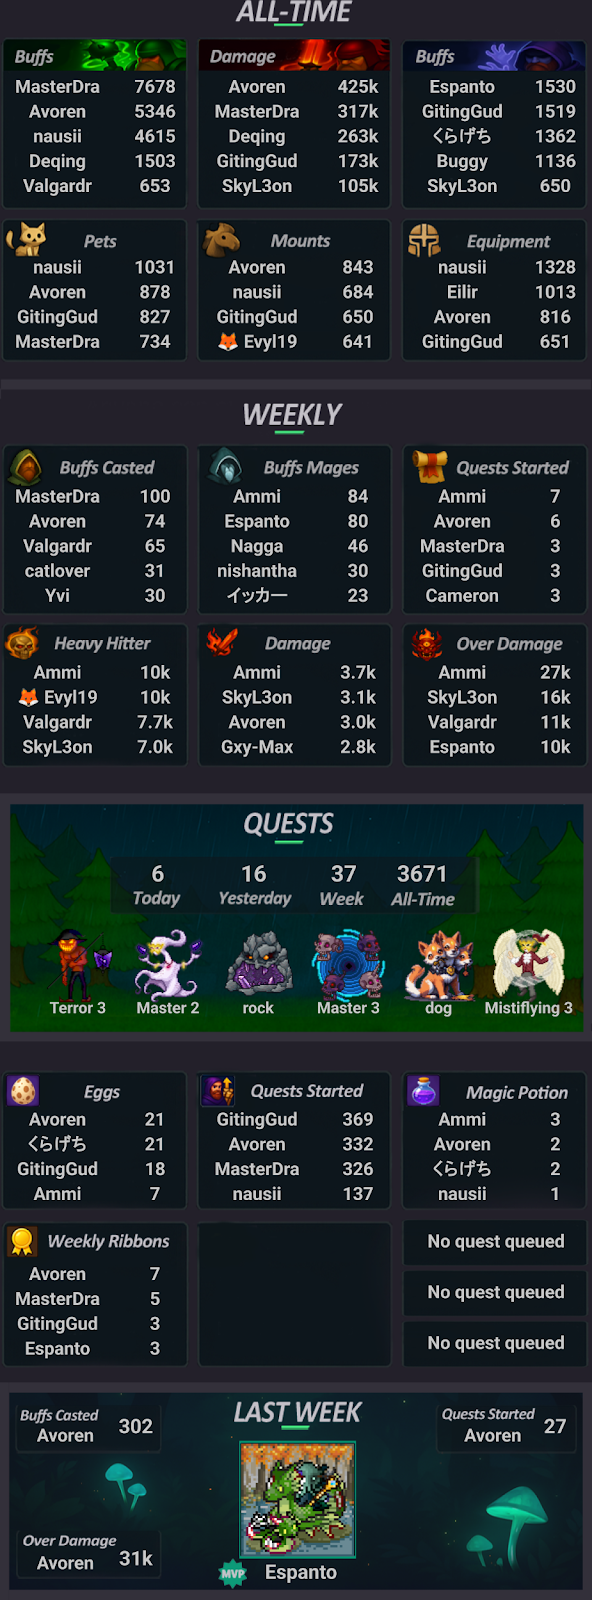 ALL-TIME
Buffs
MasterDra 7678
Avoren 5346
nausii 4615
Deqing 1503
Valgardr 653
Damage
Avoren 425k
MasterDra 317k
Deqing 263k
GitingGud 173k
SkyL3on 105k
Buffs
Espanto 1530
GitingGud 1519
くらげち 1362
Buggy 1136
SkyL3on 650
Pets
nausii 1031
Avoren 878
GitingGud 827
MasterDra 734
Mounts
Avoren 843
nausii 684
GitingGud 650
🦊 Evyl19 641
Equipment
nausii 1328
Eilir 1013
Avoren 816
GitingGud 651
WEEKLY
Buffs Casted
MasterDra 100
Avoren 74
Valgardr 65
catlover 31
Yvi 30
Buffs Mages
Ammi 84
Espanto 80
Nagga 46
nishantha 30
イッカー 23
Quests Started
Ammi 7
Avoren 6
MasterDra 3
GitingGud 3
Cameron 3
Heavy Hitter
Ammi 10k
🦊 Evyl19 10k
Valgardr 7.7k
SkyL3on 7.0k
Damage
Ammi 3.7k
SkyL3on 3.1k
Avoren 3.0k
Gxy-Max 2.8k
Over Damage
Ammi 27k
SkyL3on 16k
Valgardr 11k
Espanto 10k
QUESTS
6 16 37 3671
Today Yesterday Week All-Time
Terror 3 Master 2 rock Master 3 dog Mistiflying 3
Eggs
Avoren 21
くらげち 21
GitingGud 18
Ammi 7
Quests Started
GitingGud 369
Avoren 332
MasterDra 326
nausii 137
Magic Potion
Ammi 3
Avoren 2
くらげち 2
nausii 1
Weekly Ribbons
Avoren 7
MasterDra 5
GitingGud 3
Espanto 3
No quest queued
No quest queued
No quest queued
LAST WEEK
Buffs Casted
Avoren 302
Quests Started
Avoren 27
Over Damage
Avoren 31k
MVP Espanto